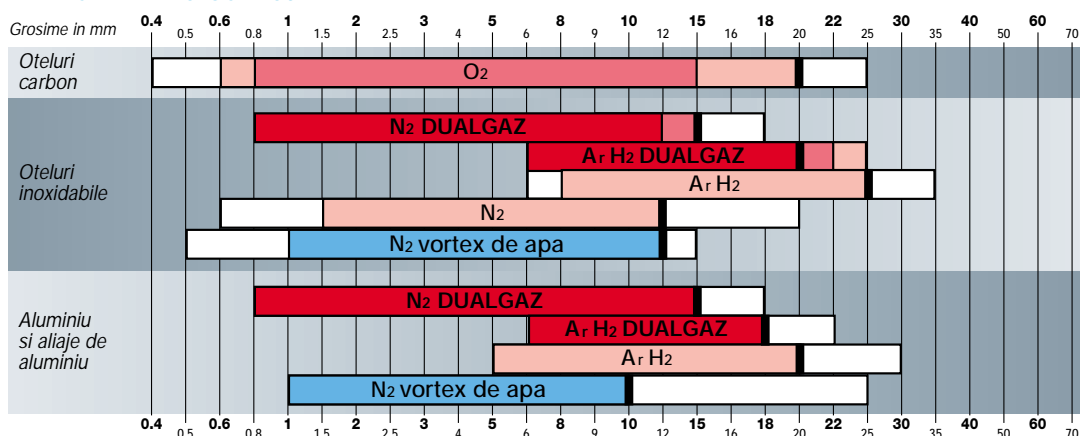 Grosime in mm
0.4 0.6 1 2 3 5 8 10 15 18 22 30 40 60
0.5 0.8 1.5 2.5 4 6 9 12 16 20 25 35 50 70
Oteluri
carbon
O2
Oteluri
inoxidabile
N2 DUALGAZ
Ar H2 DUALGAZ
Ar H2
N2
N2 vortex de apa
Aluminiu
si aliaje de
aluminiu
N2 DUALGAZ
Ar H2 DUALGAZ
Ar H2
N2 vortex de apa
0.4 0.6 1 2 3 5 8 10 15 18 22 30 40 60
0.5 0.8 1.5 2.5 4 6 9 12 16 20 25 35 50 70